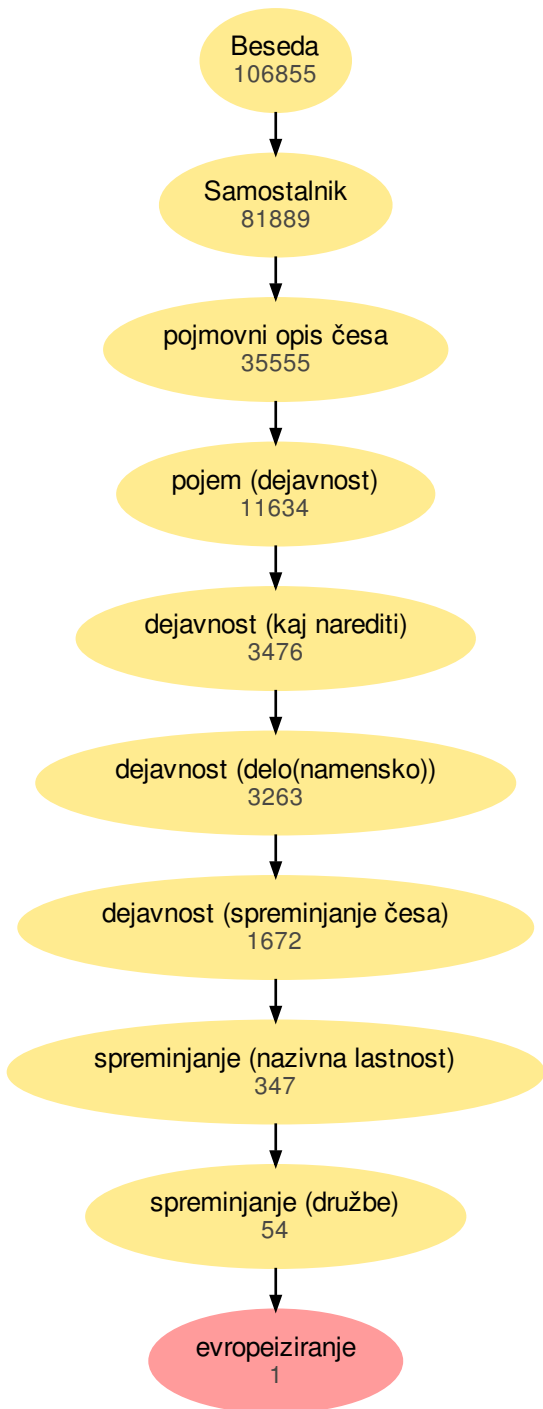 Beseda
106855
Samostalnik
81889
pojmovni opis česa
35555
pojem (dejavnost)
11634
dejavnost (kaj narediti)
3476
dejavnost (delo(namensko))
3263
dejavnost (spreminjanje česa)
1672
spreminjanje (nazivna lastnost)
347
spreminjanje (družbe)
54
evropeiziranje
1